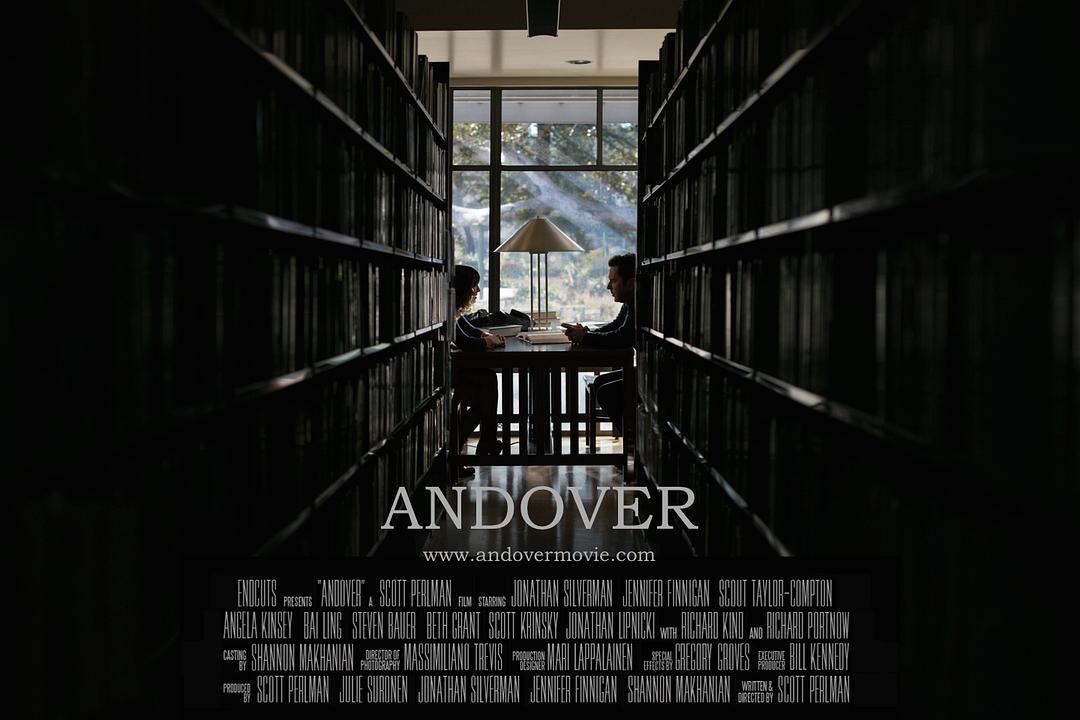 ANDOVER
www.andovermovie.com
ENDCUTS PRESENTS "ANDOVER" A SCOTT PERLMAN FILM STARRING JONATHAN SILVERMAN JENNIFER FINNIGAN SCOUT TAYLOR-COMPTON
ANGELA KINSEY BAI LING STEVEN BAUER BETH GRANT SCOTT KRINSKY JONATHAN LIPNICKI WITH RICHARD KIND AND RICHARD PORTNOW
CASTING BY SHANNON MAKHANIAN DIRECTOR OF PHOTOGRAPHY MASSIMILIANO TREVIS PRODUCTION DESIGNER MARI LAPPALAINEN SPECIAL EFFECTS BY GREGORY GROVES EXECUTIVE PRODUCER BILL KENNEDY
PRODUCED BY SCOTT PERLMAN JULIE SURONEN JONATHAN SILVERMAN JENNIFER FINNIGAN SHANNON MAKHANIAN WRITTEN & DIRECTED BY SCOTT PERLMAN